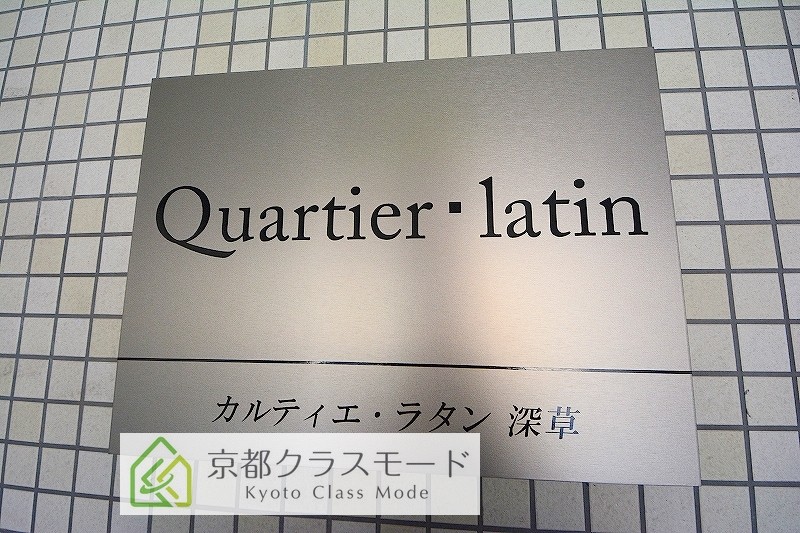 Quartier・latin
カルティエ・ラタン 深草
京都クラスモード
Kyoto Class Mode